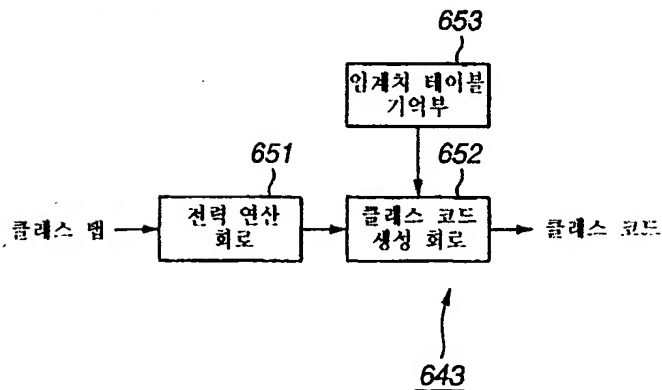 653
임계치 테이블
기억부
651
652
클래스 탭
전력 연산
회로
클래스 코드
생성 회로
클래스 코드
643